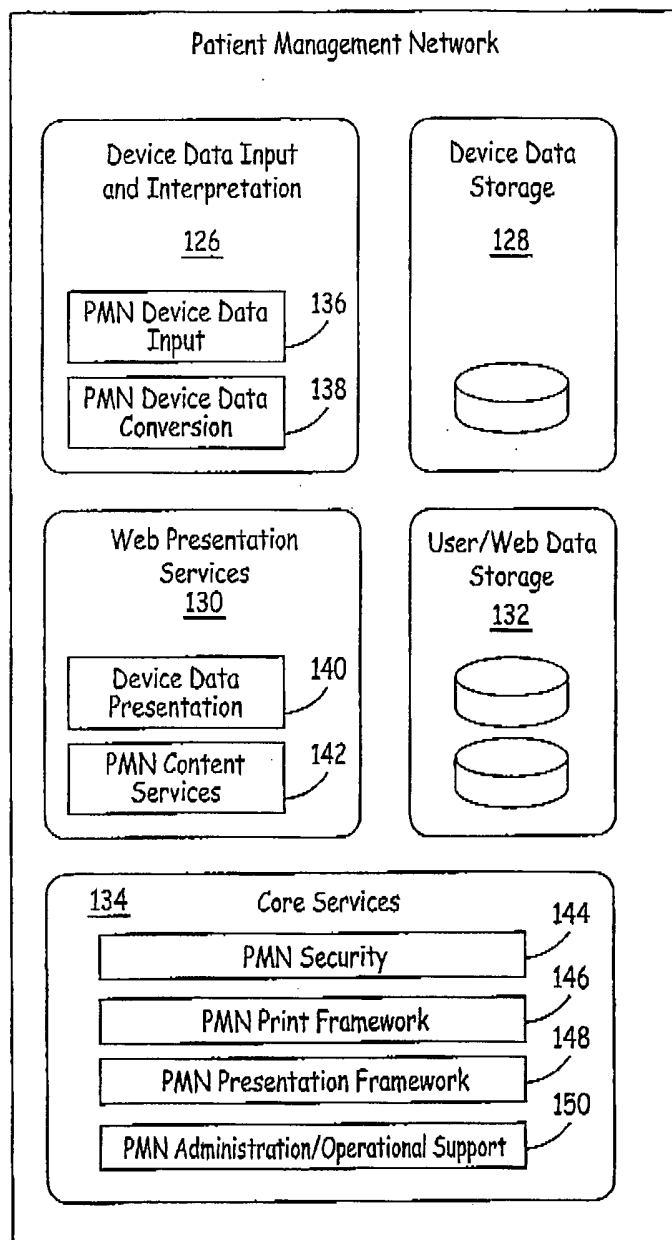 Patient Management Network
Device Data Input
and Interpretation
126
PMN Device Data
Input
136
PMN Device Data
Conversion
138
Device Data
Storage
128
Web Presentation
Services
130
Device Data
Presentation
140
PMN Content
Services
142
User/Web Data
Storage
132
134
Core Services
PMN Security
144
PMN Print Framework
146
PMN Presentation Framework
148
PMN Administration/Operational Support
150